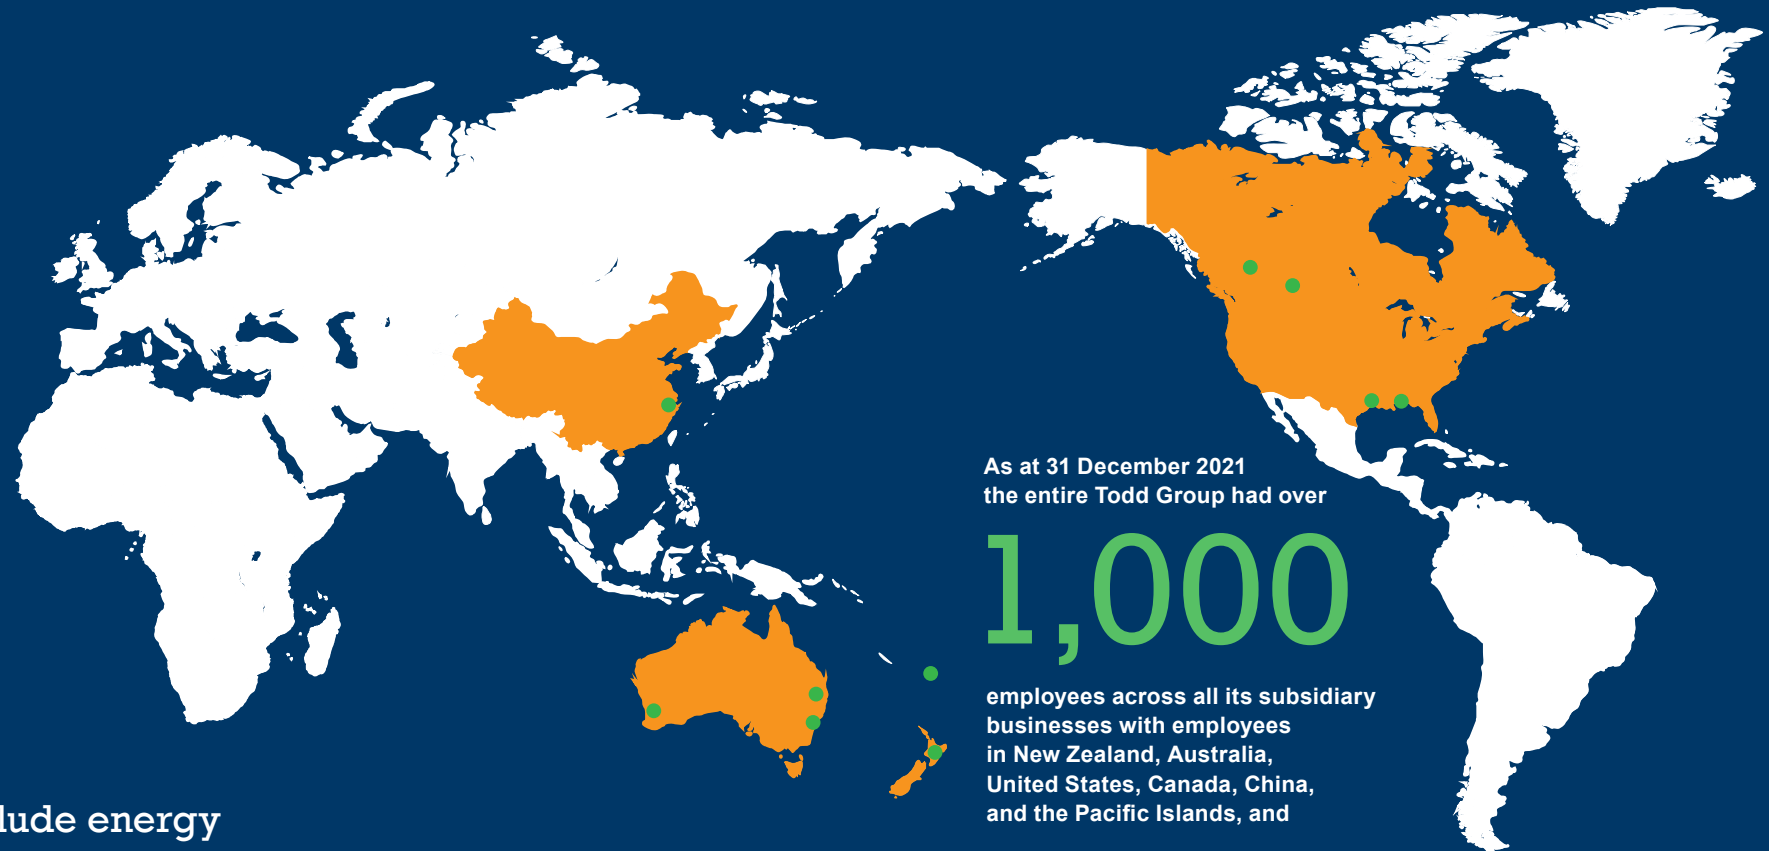 As at 31 December 2021
the entire Todd Group had over
1,000
employees across all its subsidiary
businesses with employees
in New Zealand, Australia,
United States, Canada, China,
and the Pacific Islands, and
lude energy